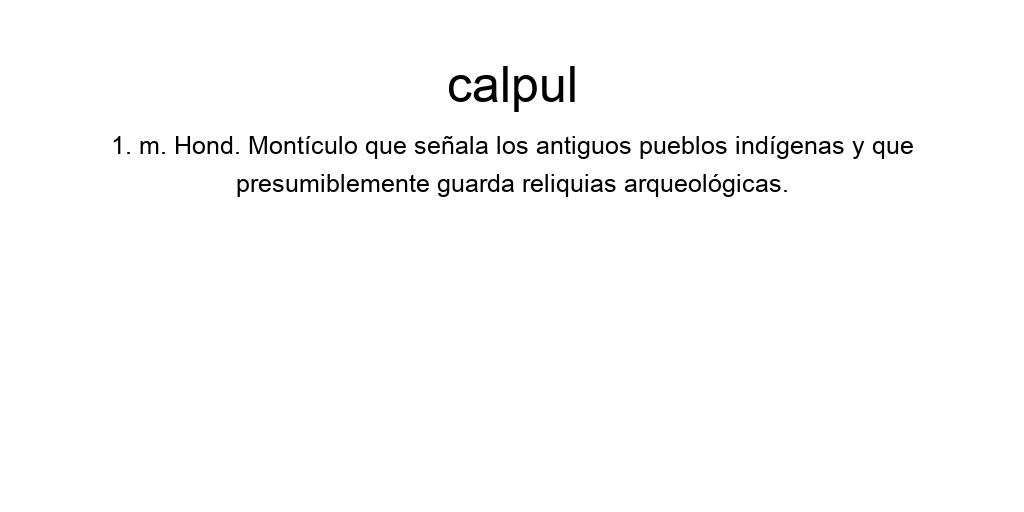 calpul
1. m. Hond. Montículo que señala los antiguos pueblos indígenas y que
presumiblemente guarda reliquias arqueológicas.